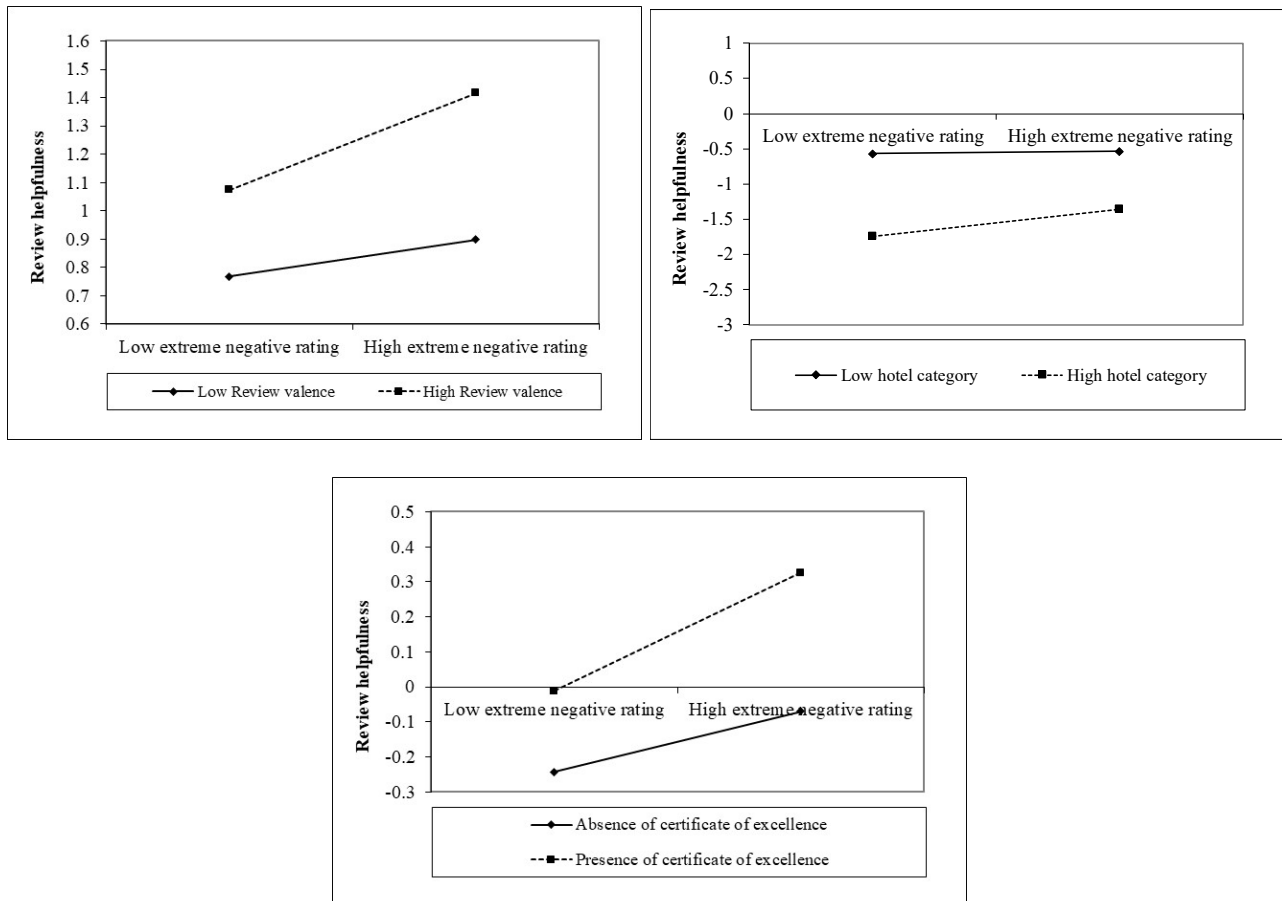 1.6
1.5
1.4
1.3
1.2
1.1
1
0.9
0.8
0.7
0.6
Review helpfulness
Low extreme negative rating High extreme negative rating
Low Review valence High Review valence
1
0.5
0
-0.5
-1
-1.5
-2
-2.5
-3
Review helpfulness
Low extreme negative rating High extreme negative rating
Low hotel category High hotel category
0.5
0.4
0.3
0.2
0.1
0
-0.1
-0.2
-0.3
Review helpfulness
Low extreme negative rating High extreme negative rating
Absence of certificate of excellence
Presence of certificate of excellence